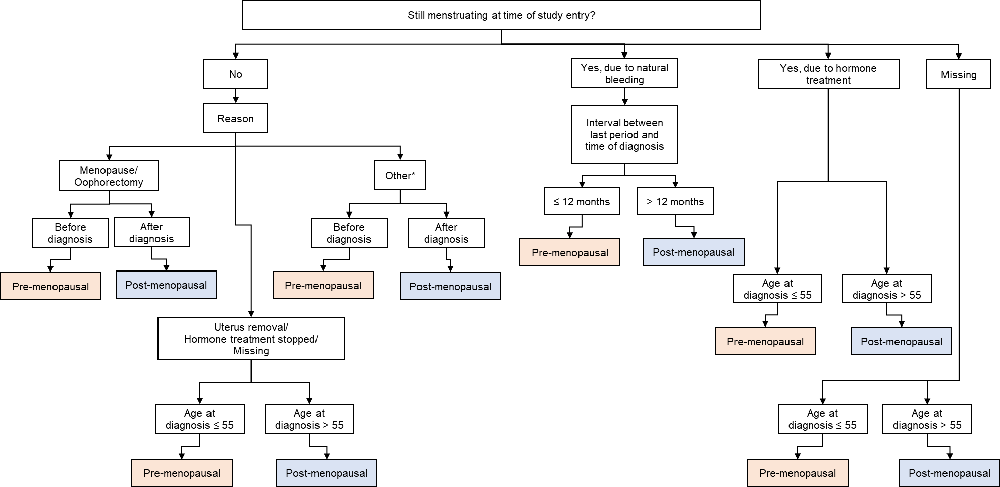 Still menstruating at time of study entry?
No
Yes, due to natural
bleeding
Yes, due to hormone
treatment
Missing
Reason
Interval between
last period and
time of diagnosis
Menopause/
Oophorectomy
Other*
≤ 12 months
> 12 months
Before
diagnosis
After
diagnosis
Before
diagnosis
After
diagnosis
Pre-menopausal
Post-menopausal
Pre-menopausal
Post-menopausal
Pre-menopausal
Post-menopausal
Age at
diagnosis ≤ 55
Age at
diagnosis > 55
Pre-menopausal
Post-menopausal
Uterus removal/
Hormone treatment stopped/
Missing
Age at
diagnosis ≤ 55
Age at
diagnosis > 55
Age at
diagnosis ≤ 55
Age at
diagnosis > 55
Pre-menopausal
Post-menopausal
Pre-menopausal
Post-menopausal